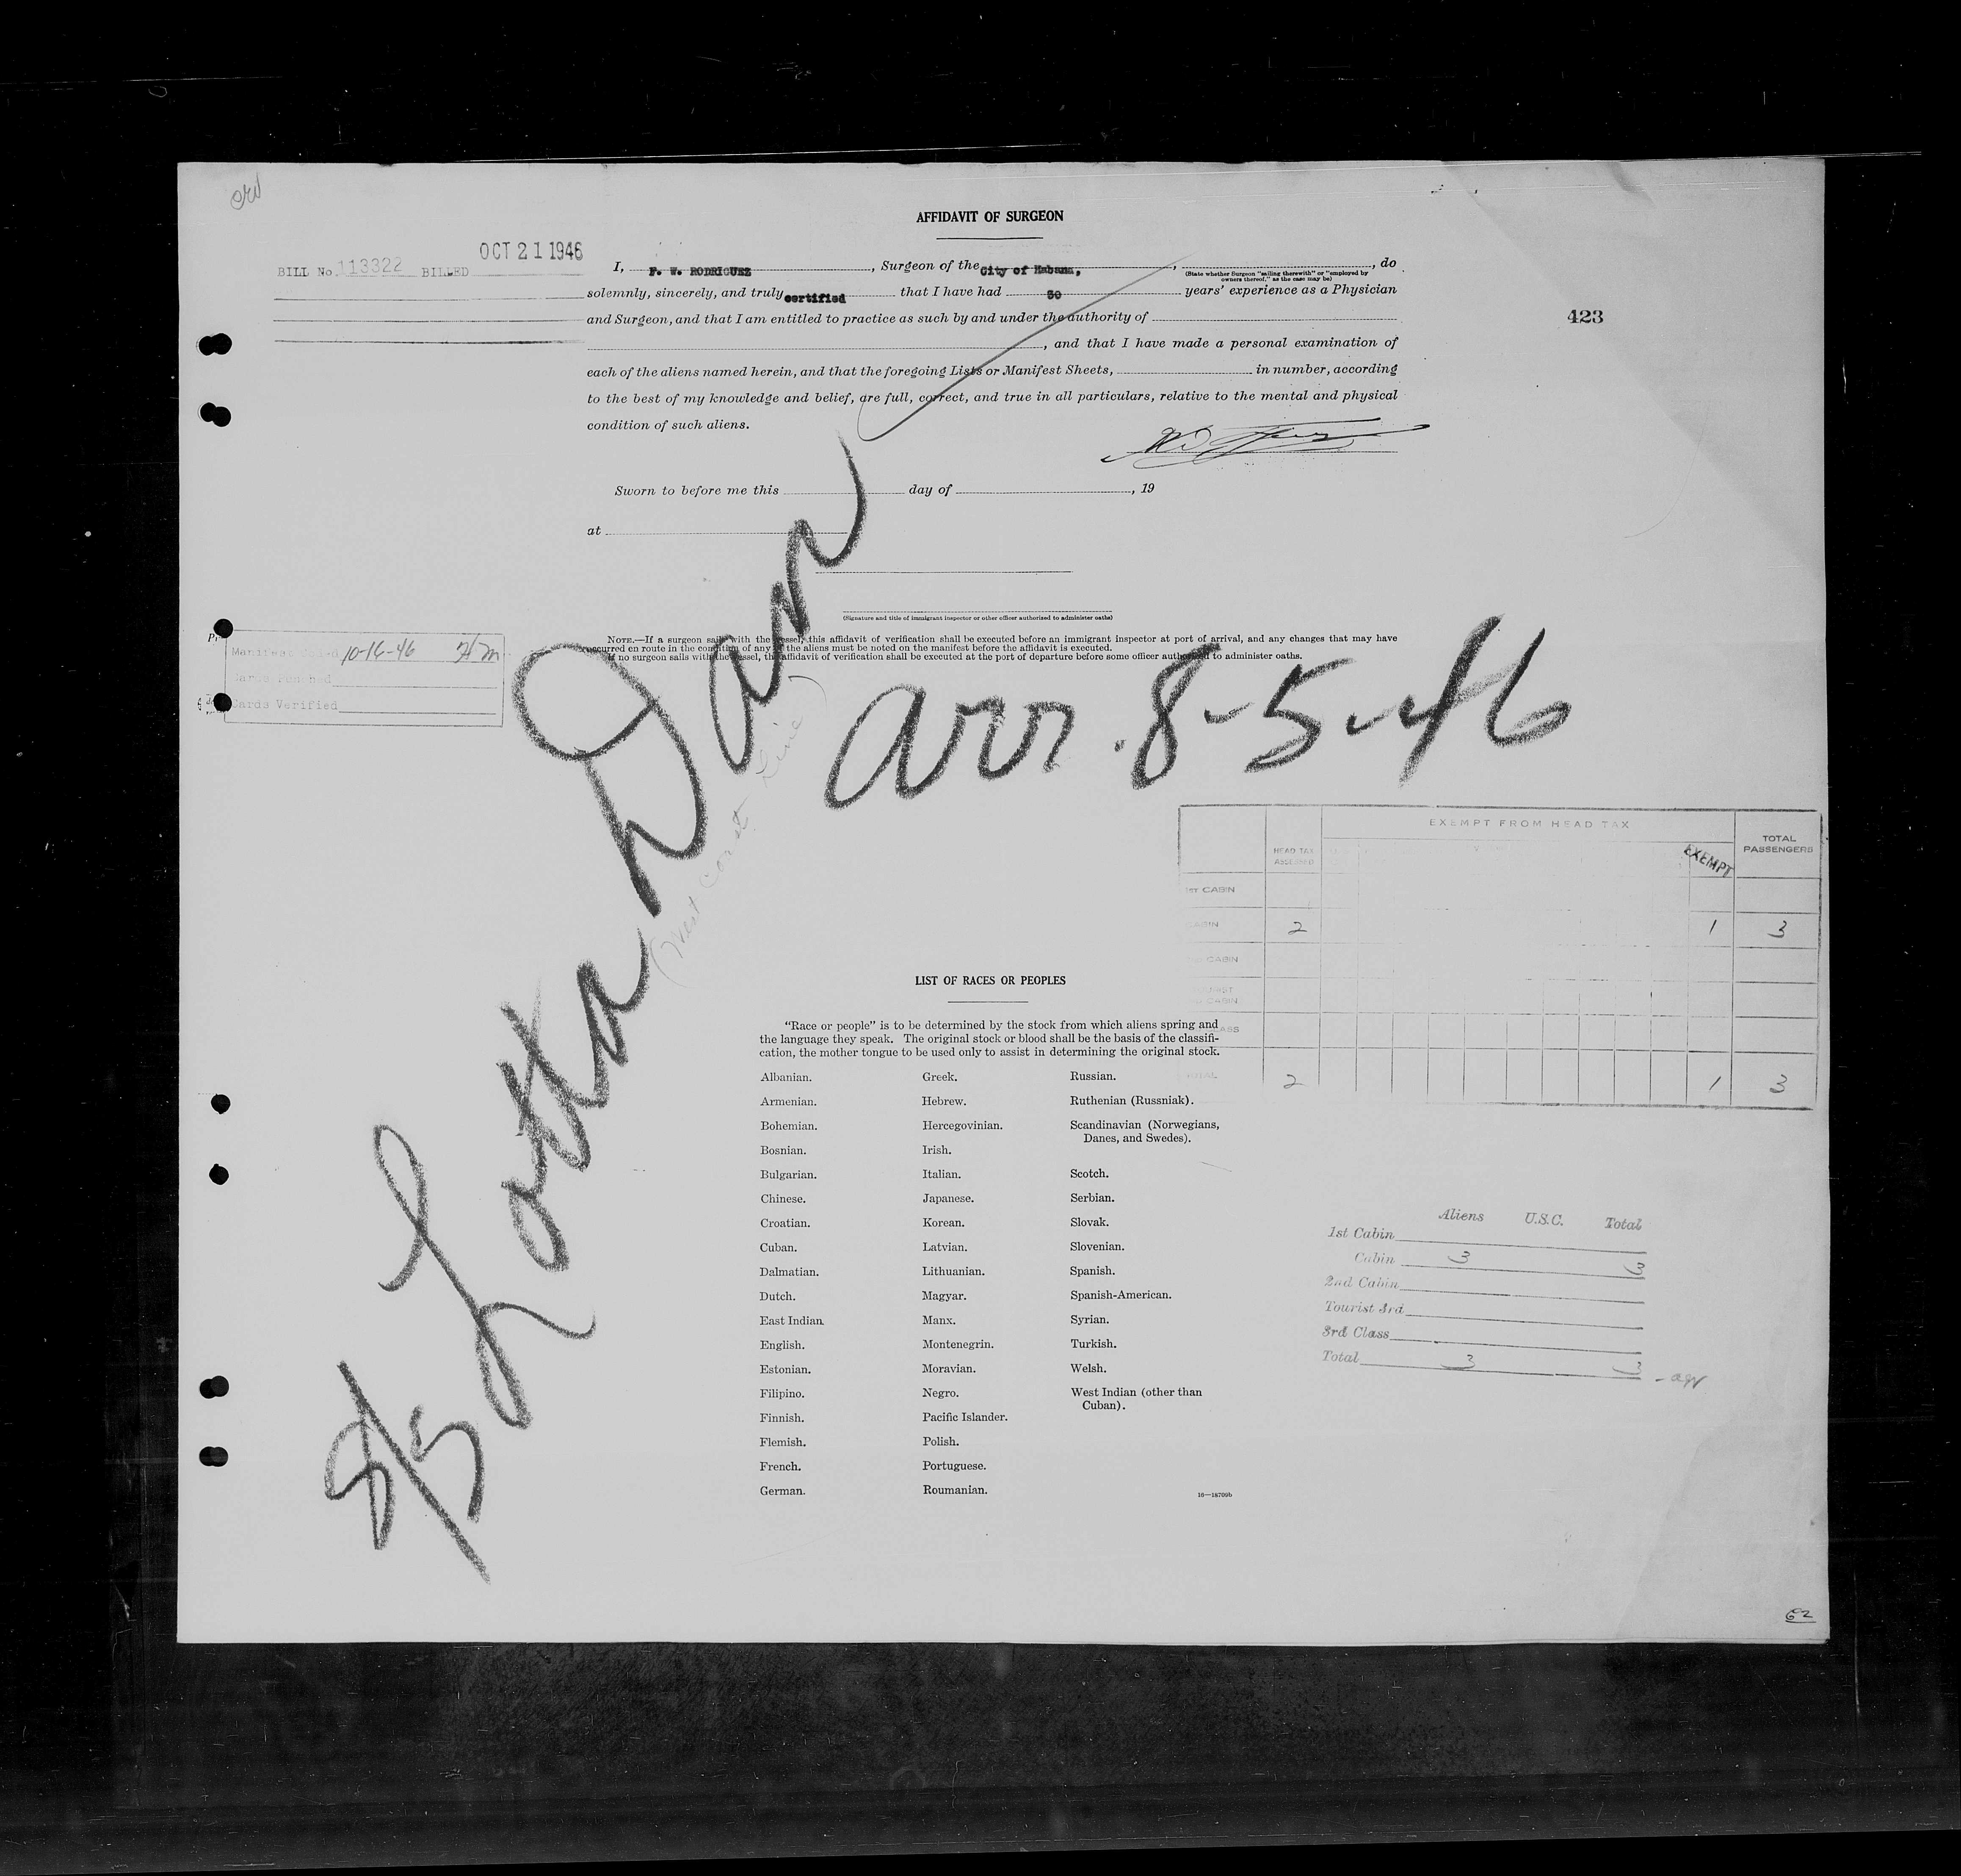 AFFIDAVIT OF SURGEON
OCT 21 1946
BILL No. 113322 BILLED
I, F. W. RODRIGUEZ, Surgeon of the City of Habana, , do
(State whether Surgeon "sailing therewith" or "employed by
owners thereof," as the case may be)
solemnly, sincerely, and truly certified that I have had 30 years' experience as a Physician
and Surgeon, and that I am entitled to practice as such by and under the authority of
, and that I have made a personal examination of
each of the aliens named herein, and that the foregoing Lists or Manifest Sheets, in number, according
to the best of my knowledge and belief, are full, correct, and true in all particulars, relative to the mental and physical
condition of such aliens.
423
Sworn to before me this day of , 19
at
(Signature and title of immigrant inspector or other officer authorized to administer oaths)
NOTE.—If a surgeon sails with the vessel, this affidavit of verification shall be executed before an immigrant inspector at port of arrival, and any changes that may have
occurred en route in the condition of any of the aliens must be noted on the manifest before the affidavit is executed.
If no surgeon sails with the vessel, the affidavit of verification shall be executed at the port of departure before some officer authorized to administer oaths.
Manifest 10-16-46
Cards Verified
S/S Lotta Dan
(West Coast Line)
arr. 8-5-46
EXEMPT FROM HEAD TAX
HEAD TAX
ASSESSED
EXEMPT
TOTAL
PASSENGERS
1ST CABIN
CABIN 2 1 3
CABIN
CABIN
TOTAL 2 1 3
LIST OF RACES OR PEOPLES
"Race or people" is to be determined by the stock from which aliens spring and
the language they speak. The original stock or blood shall be the basis of the classifi-
cation, the mother tongue to be used only to assist in determining the original stock.
Albanian. Greek. Russian.
Armenian. Hebrew. Ruthenian (Russniak).
Bohemian. Hercegovinian. Scandinavian (Norwegians,
Danes, and Swedes).
Bosnian. Irish.
Bulgarian. Italian. Scotch.
Chinese. Japanese. Serbian.
Croatian. Korean. Slovak.
Cuban. Latvian. Slovenian.
Dalmatian. Lithuanian. Spanish.
Dutch. Magyar. Spanish-American.
East Indian. Manx. Syrian.
English. Montenegrin. Turkish.
Estonian. Moravian. Welsh.
Filipino. Negro. West Indian (other than
Cuban).
Finnish. Pacific Islander.
Flemish. Polish.
French. Portuguese.
German. Roumanian.
16—18709b
Aliens U.S.C. Total
1st Cabin
Cabin 3 3
2nd Cabin
Tourist 3rd
3rd Class
Total 3 3
62